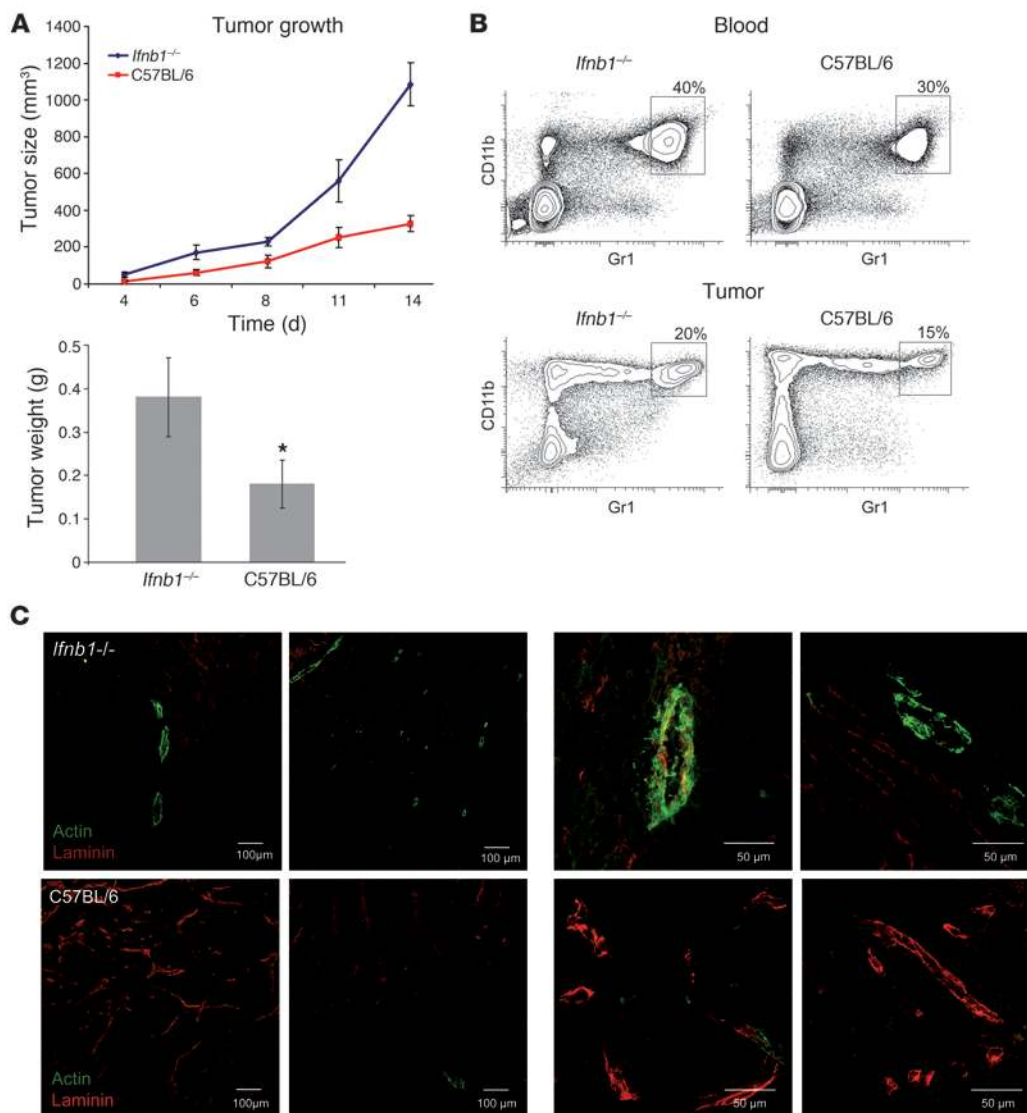 A
Tumor growth
1400
1200
1000
800
600
400
200
0
Tumor size (mm³)
Ifnb1⁻/⁻
C57BL/6
4 6 8 11 14
Time (d)
0.5
0.4
0.3
0.2
0.1
0
Tumor weight (g)
*
Ifnb1⁻/⁻ C57BL/6
B
Blood
Ifnb1⁻/⁻ C57BL/6
40% 30%
CD11b
Gr1 Gr1
Tumor
Ifnb1⁻/⁻ C57BL/6
20% 15%
CD11b
Gr1 Gr1
C
Ifnb1-/-
Actin
Laminin
100µm 100 µm 50 µm 50 µm
C57BL/6
Actin
Laminin
100µm 100 µm 50 µm 50 µm